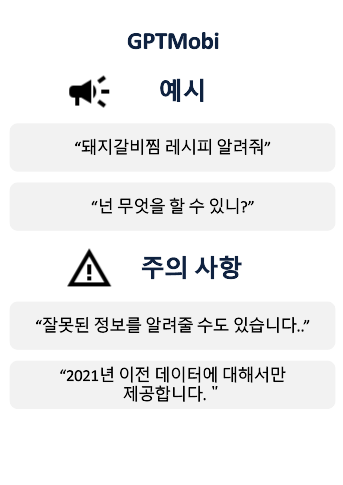 GPTMobi
예시
“돼지갈비찜 레시피 알려줘”
“넌 무엇을 할 수 있니?”
주의 사항
“잘못된 정보를 알려줄 수도 있습니다..”
“2021년 이전 데이터에 대해서만
제공합니다. "